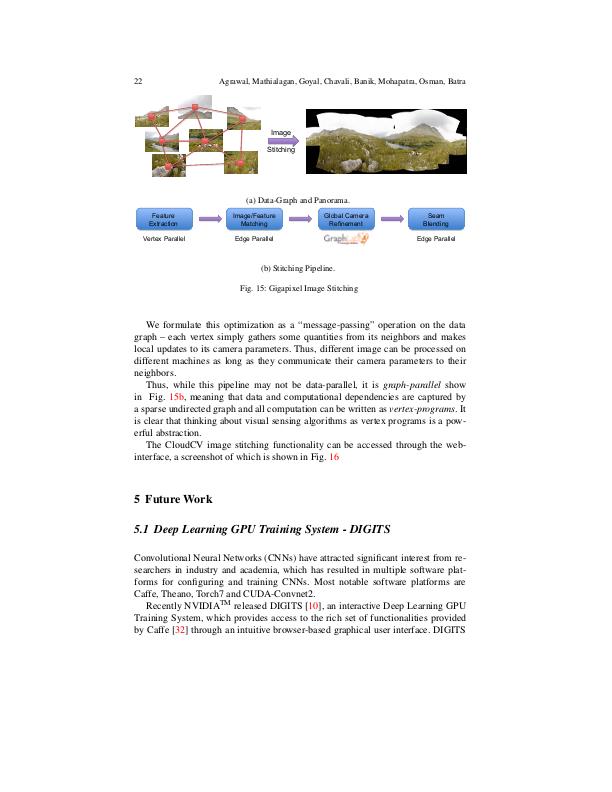 22 Agrawal, Mathialagan, Goyal, Chavali, Banik, Mohapatra, Osman, Batra
Image
Stitching
(a) Data-Graph and Panorama.
Feature
Extraction
Image/Feature
Matching
Global Camera
Refinement
Seam
Blending
Vertex Parallel
Edge Parallel
Graph
Edge Parallel
(b) Stitching Pipeline.
Fig. 15: Gigapixel Image Stitching
We formulate this optimization as a “message-passing” operation on the data
graph – each vertex simply gathers some quantities from its neighbors and makes
local updates to its camera parameters. Thus, different image can be processed on
different machines as long as they communicate their camera parameters to their
neighbors.
Thus, while this pipeline may not be data-parallel, it is graph-parallel show
in Fig. 15b, meaning that data and computational dependencies are captured by
a sparse undirected graph and all computation can be written as vertex-programs. It
is clear that thinking about visual sensing algorithms as vertex programs is a pow-
erful abstraction.
The CloudCV image stitching functionality can be accessed through the web-
interface, a screenshot of which is shown in Fig. 16
5 Future Work
5.1 Deep Learning GPU Training System - DIGITS
Convolutional Neural Networks (CNNs) have attracted significant interest from re-
searchers in industry and academia, which has resulted in multiple software plat-
forms for configuring and training CNNs. Most notable software platforms are
Caffe, Theano, Torch7 and CUDA-Convnet2.
Recently NVIDIA™ released DIGITS [10], an interactive Deep Learning GPU
Training System, which provides access to the rich set of functionalities provided
by Caffe [32] through an intuitive browser-based graphical user interface. DIGITS